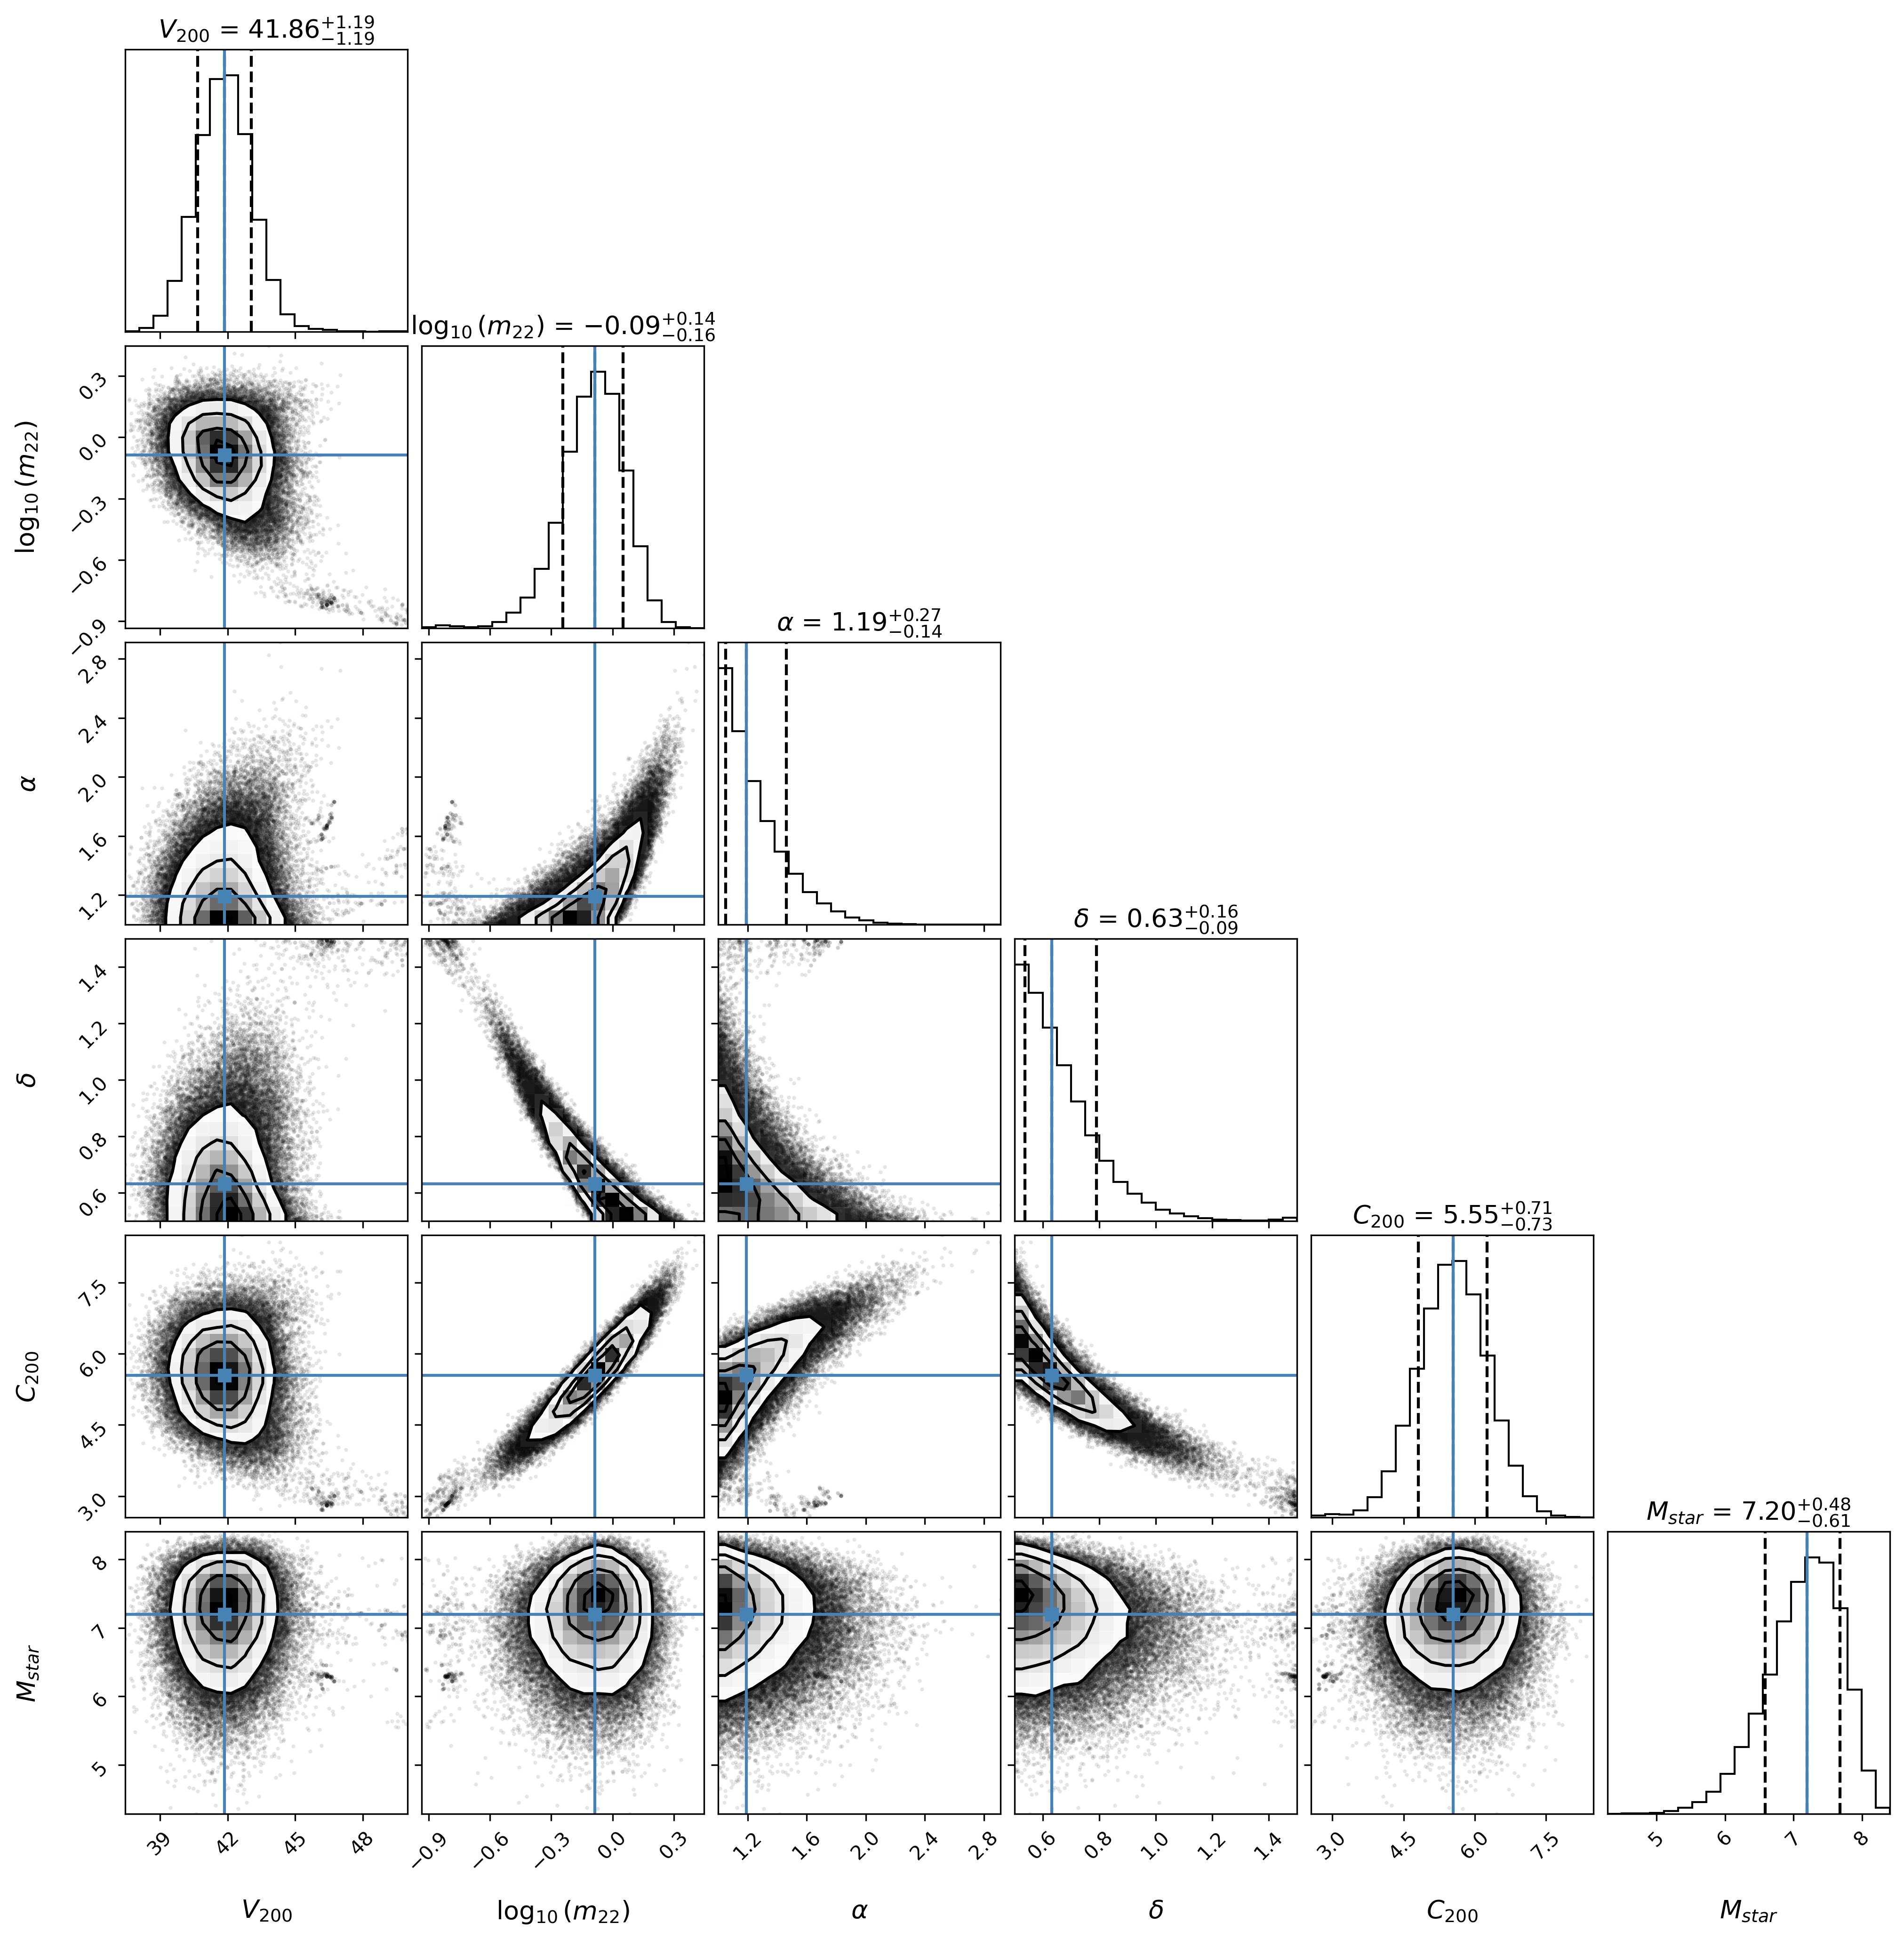 V₂₀₀ = 41.86⁺¹·¹⁹₋₁.₁₉
log₁₀(m₂₂) = −0.09⁺⁰·¹⁴₋₀.₁₆
0.3
0.0
−0.3
−0.6
−0.9
log₁₀(m₂₂)
α = 1.19⁺⁰·²⁷₋₀.₁₄
2.8
2.4
2.0
1.6
1.2
α
δ = 0.63⁺⁰·¹⁶₋₀.₀₉
1.4
1.2
1.0
0.8
0.6
δ
C₂₀₀ = 5.55⁺⁰·⁷¹₋₀.₇₃
7.5
6.0
4.5
3.0
C₂₀₀
M_star = 7.20⁺⁰·⁴⁸₋₀.₆₁
8
7
6
5
M_star
39 42 45 48
−0.9 −0.6 −0.3 0.0 0.3
1.2 1.6 2.0 2.4 2.8
0.6 0.8 1.0 1.2 1.4
3.0 4.5 6.0 7.5
5 6 7 8
V₂₀₀ log₁₀(m₂₂) α δ C₂₀₀ M_star